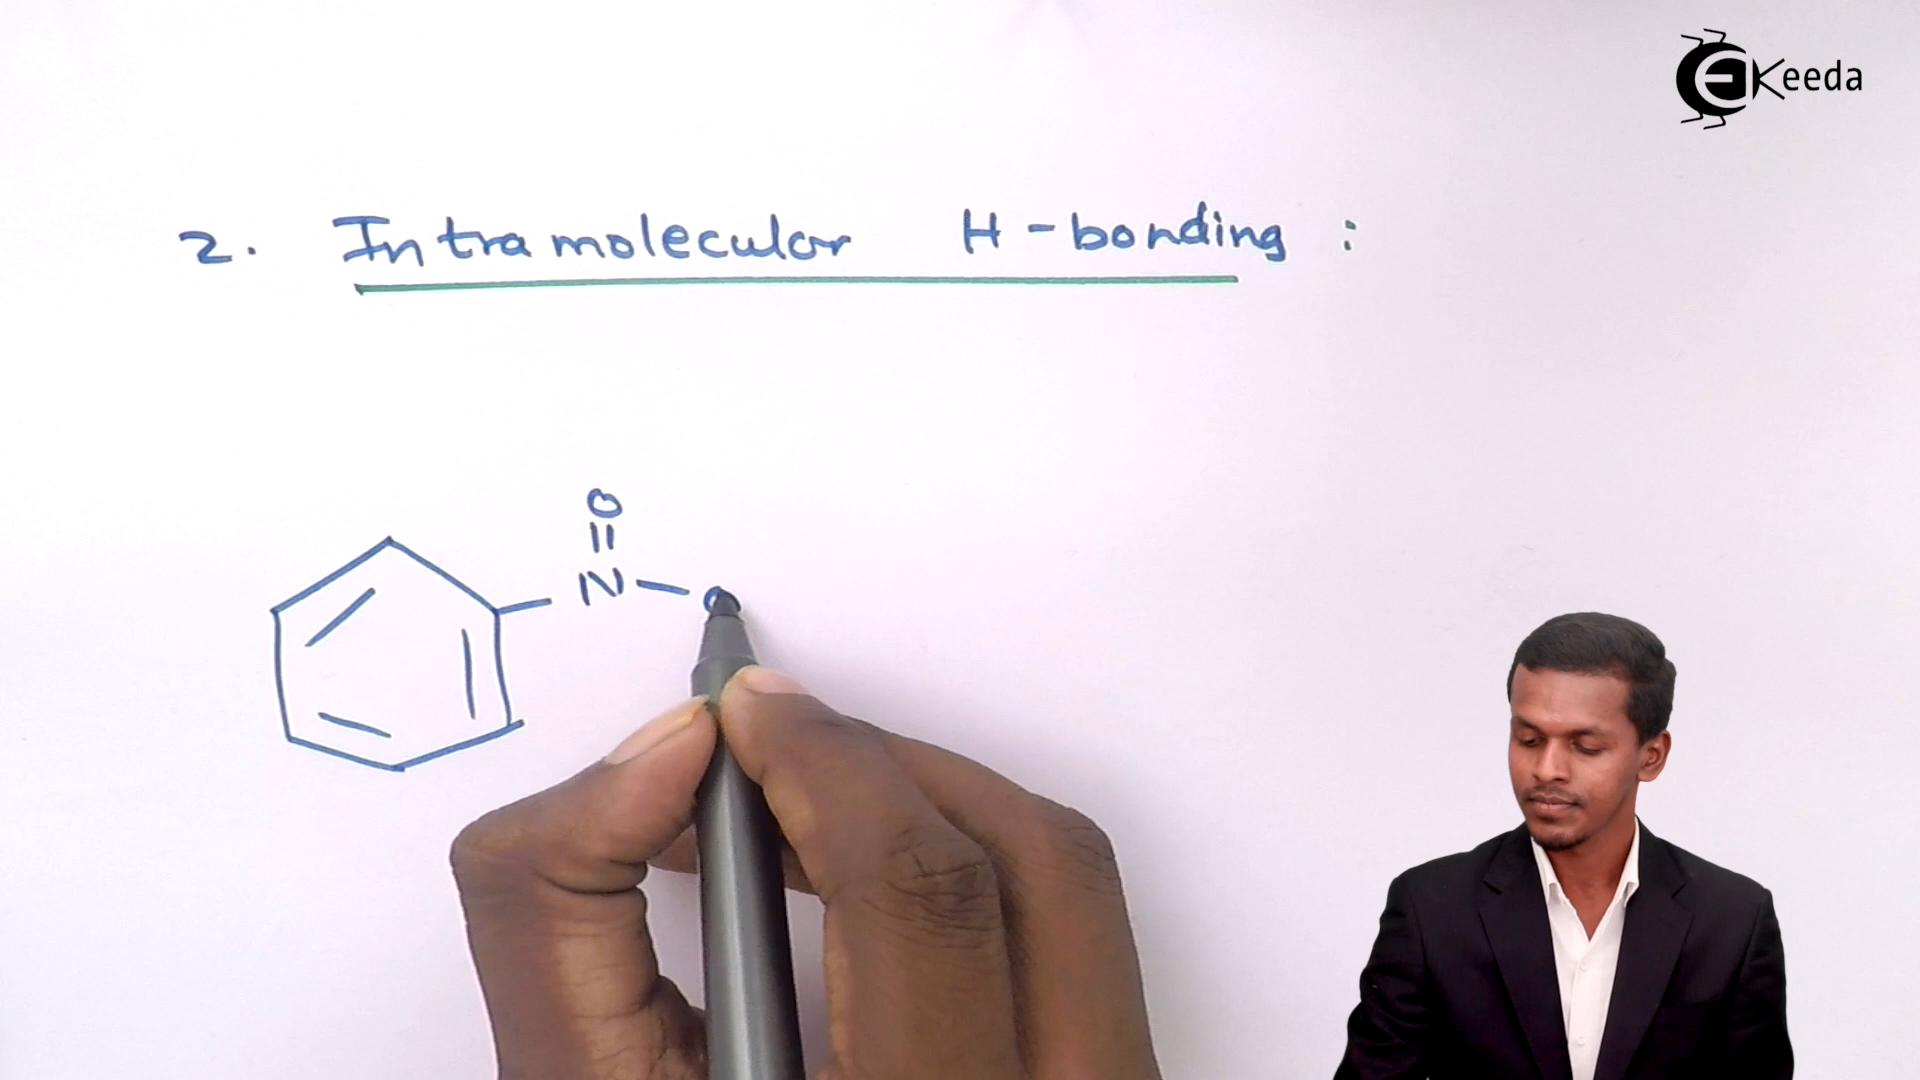 EKeeda
2. Intramolecular H-bonding :
O
N
O